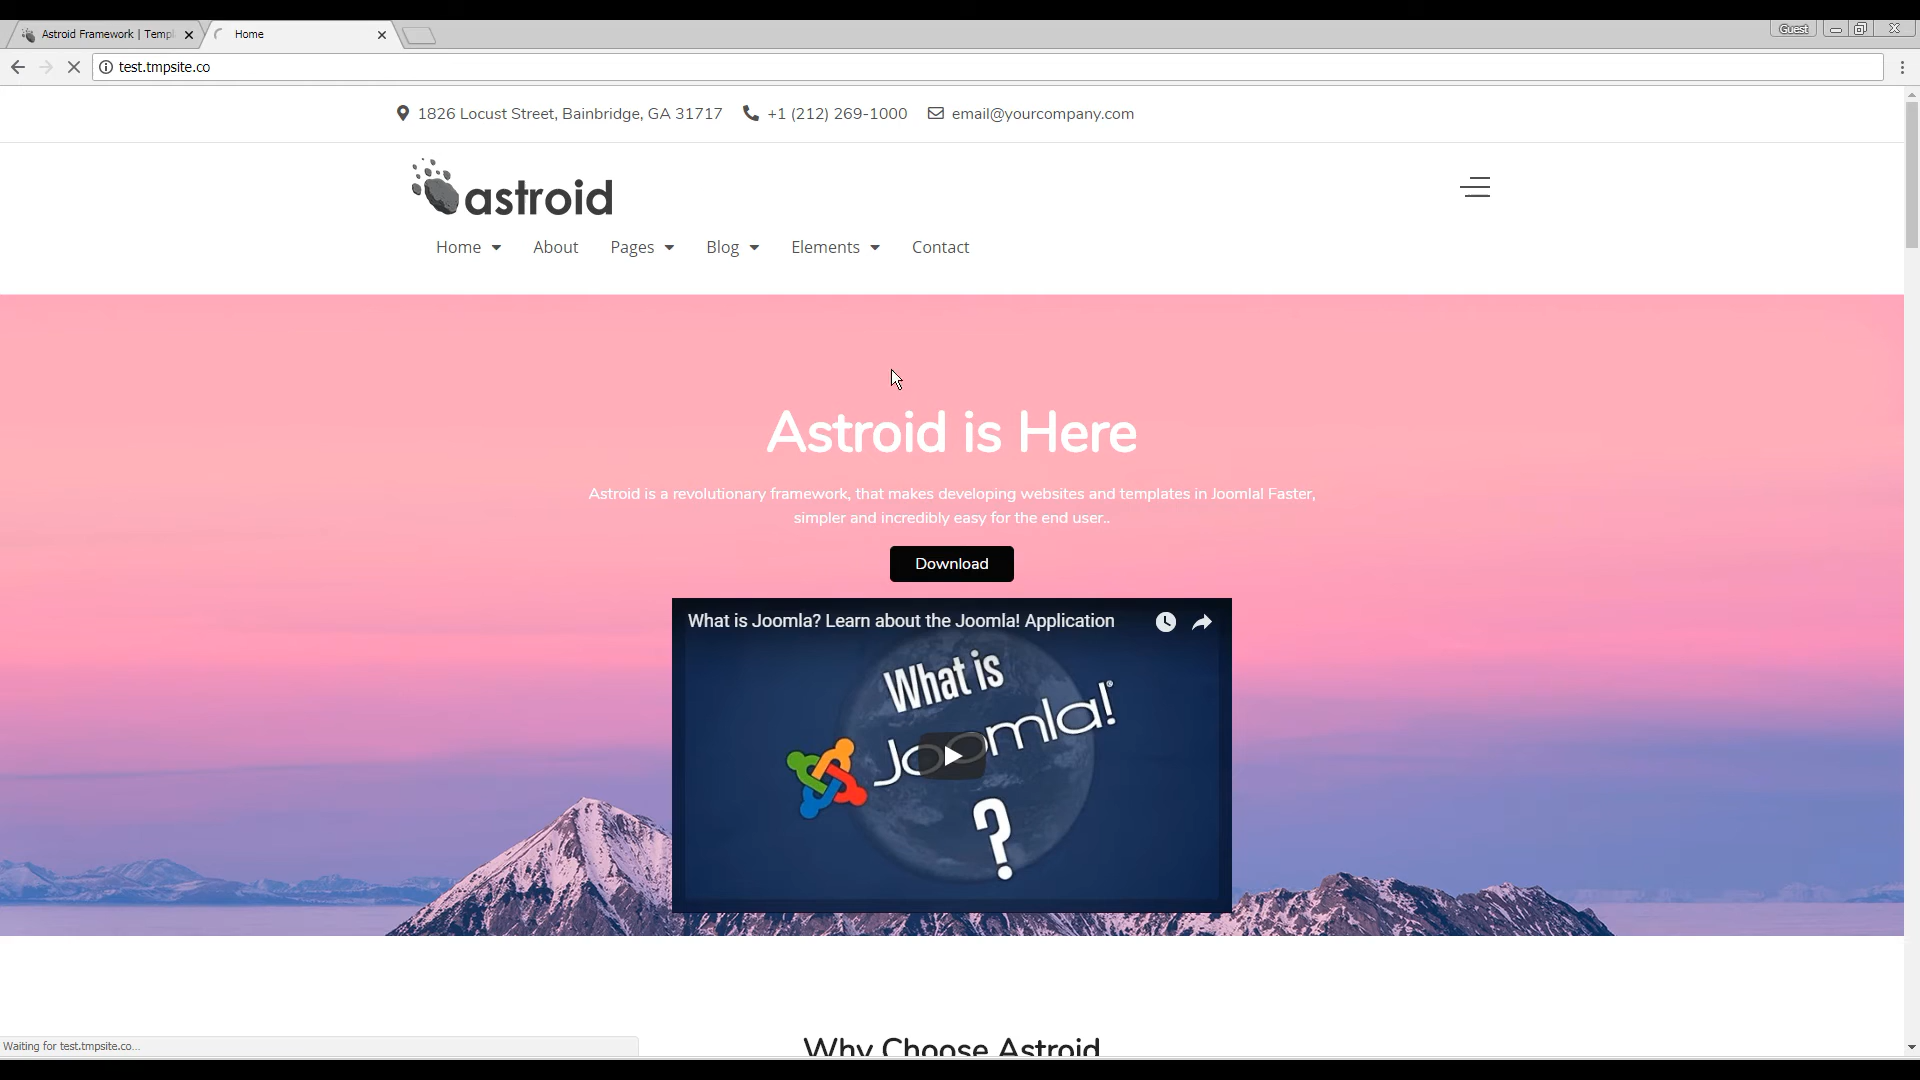 Astroid Framework | Templ
Home
Guest
test.tmpsite.co
1826 Locust Street, Bainbridge, GA 31717
+1 (212) 269-1000
email@yourcompany.com
astroid
Home
About
Pages
Blog
Elements
Contact
Astroid is Here
Astroid is a revolutionary framework, that makes developing websites and templates in Joomla! Faster,
simpler and incredibly easy for the end user..
Download
What is Joomla? Learn about the Joomla! Application
What is
Joomla!
?
Why Choose Astroid
Waiting for test.tmpsite.co...